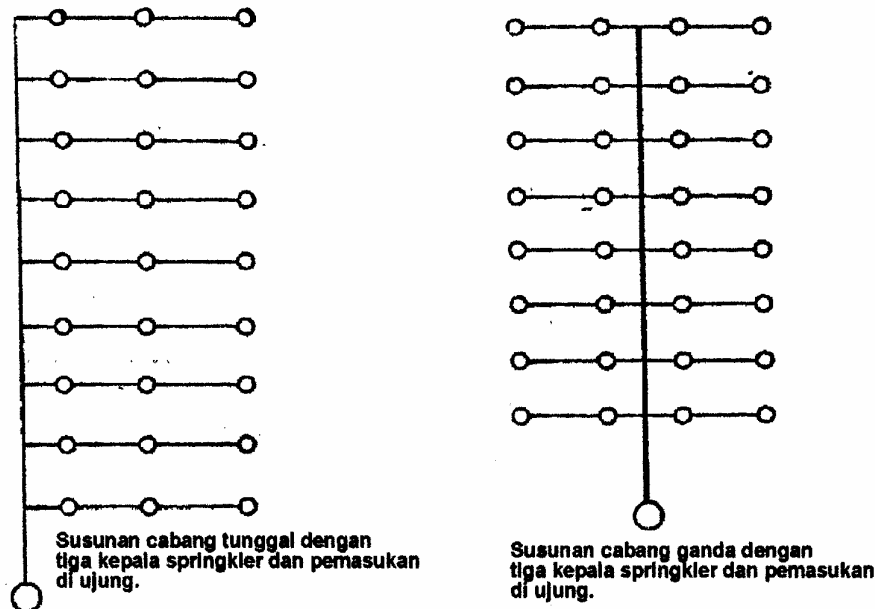 Susunan cabang tunggal dengan
tiga kepala springkler dan pemasukan
di ujung.
Susunan cabang ganda dengan
tiga kepala springkler dan pemasukan
di ujung.